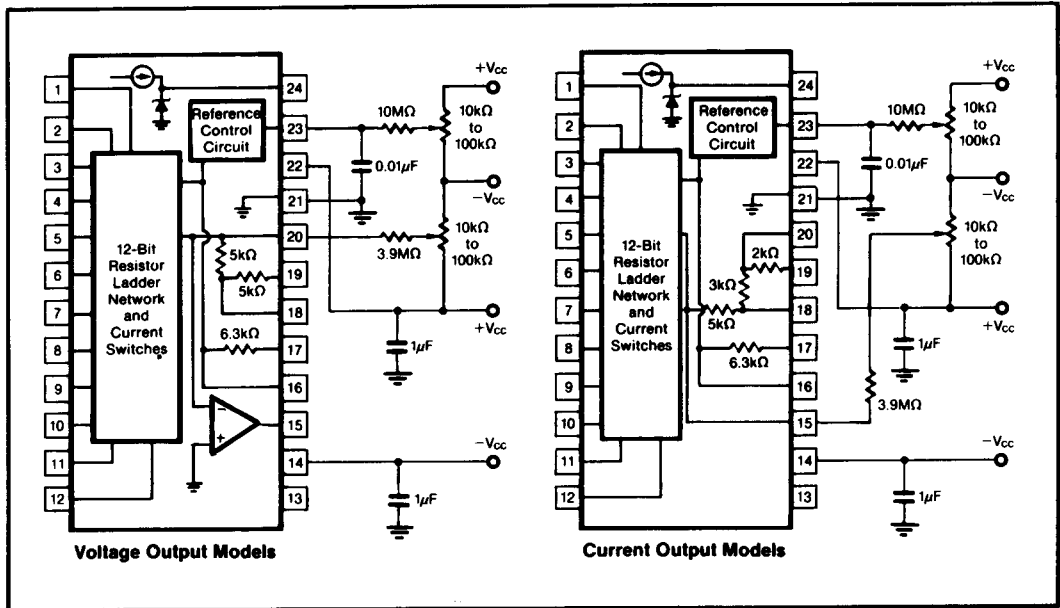 1
2
3
4
5
6
7
8
9
10
11
12
24
23
22
21
20
19
18
17
16
15
14
13
Reference
Control
Circuit
12-Bit
Resistor
Ladder
Network
and
Current
Switches
5kΩ
5kΩ
6.3kΩ
−
+
10MΩ
0.01μF
3.9MΩ
1μF
1μF
+Vcc
10kΩ
to
100kΩ
−Vcc
10kΩ
to
100kΩ
+Vcc
−Vcc
Voltage Output Models
1
2
3
4
5
6
7
8
9
10
11
12
24
23
22
21
20
19
18
17
16
15
14
13
Reference
Control
Circuit
12-Bit
Resistor
Ladder
Network
and
Current
Switches
2kΩ
3kΩ
5kΩ
6.3kΩ
10MΩ
0.01μF
1μF
3.9MΩ
1μF
+Vcc
10kΩ
to
100kΩ
−Vcc
10kΩ
to
100kΩ
+Vcc
−Vcc
Current Output Models